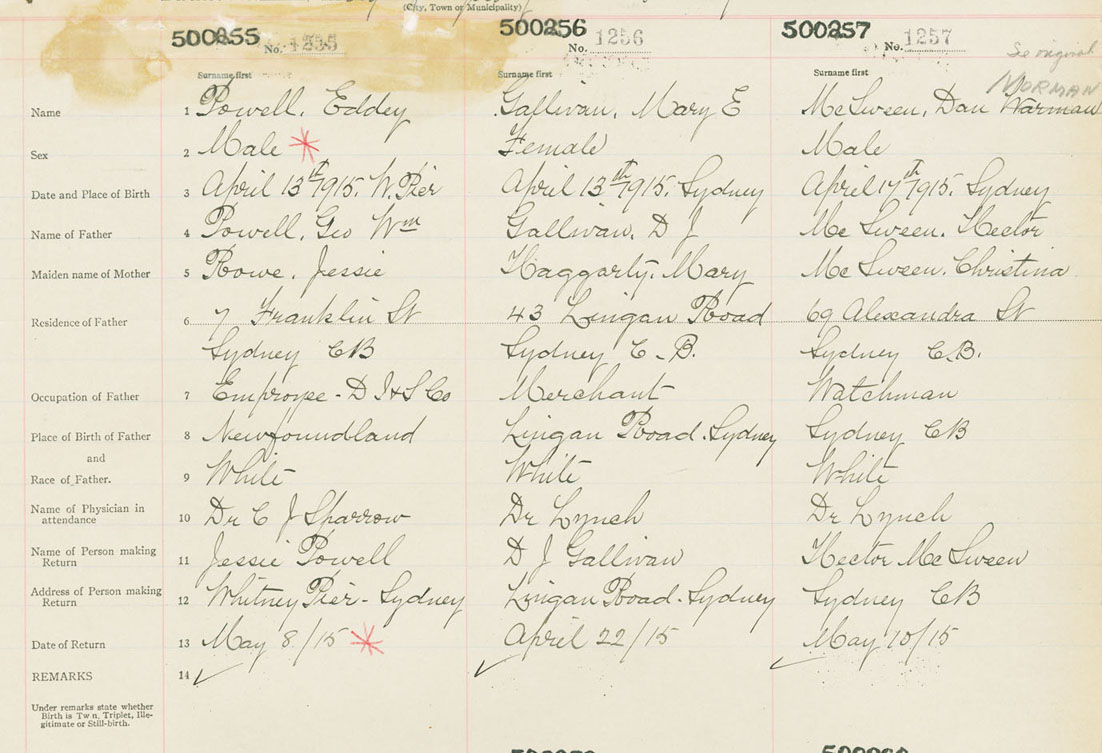 (City, Town or Municipality)
500255 500256 500257
No. 1255 No. 1256 No. 1257
See original
Surname first Surname first Surname first
NORMAN
Name 1 Powell, Eddey Gallivan, Mary E McSween, Dan Warman
Sex 2 Male Female Male
Date and Place of Birth 3 April 13th 1915. W. Pier April 13th 1915. Sydney April 17th 1915. Sydney
Name of Father 4 Powell, Geo Wm Gallivan, D J McSween, Hector
Maiden name of Mother 5 Rowe, Jessie Haggarty, Mary McSween, Christina
Residence of Father 6 7 Franklin St 43 Lingan Road 69 Alexandra St
Sydney CB Sydney C-B. Sydney C.B.
Occupation of Father 7 Employee - D I & S Co Merchant Watchman
Place of Birth of Father 8 Newfoundland Lingan Road. Sydney Sydney CB
and
Race of Father. 9 White White White
Name of Physician in
attendance 10 Dr C J Sparrow Dr Lynch Dr Lynch
Name of Person making
Return 11 Jessie Powell D J Gallivan Hector McSween
Address of Person making
Return 12 Whitney Pier - Sydney Lingan Road - Sydney Sydney CB
Date of Return 13 May 8/15 April 22/15 May 10/15
REMARKS 14
Under remarks state whether
Birth is Tw n, Triplet, Ille-
gitimate or Still-birth.